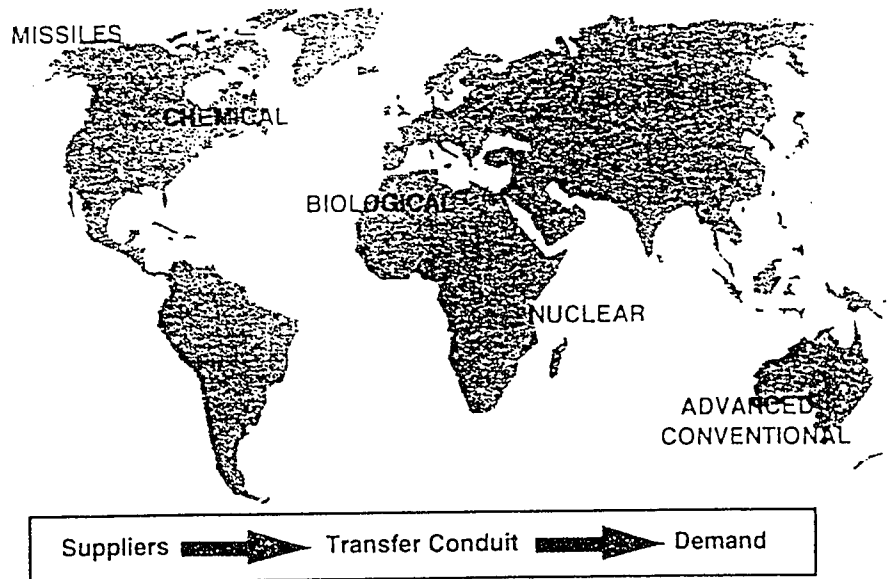 MISSILES
CHEMICAL
BIOLOGICAL
NUCLEAR
ADVANCED
CONVENTIONAL
Suppliers Transfer Conduit Demand